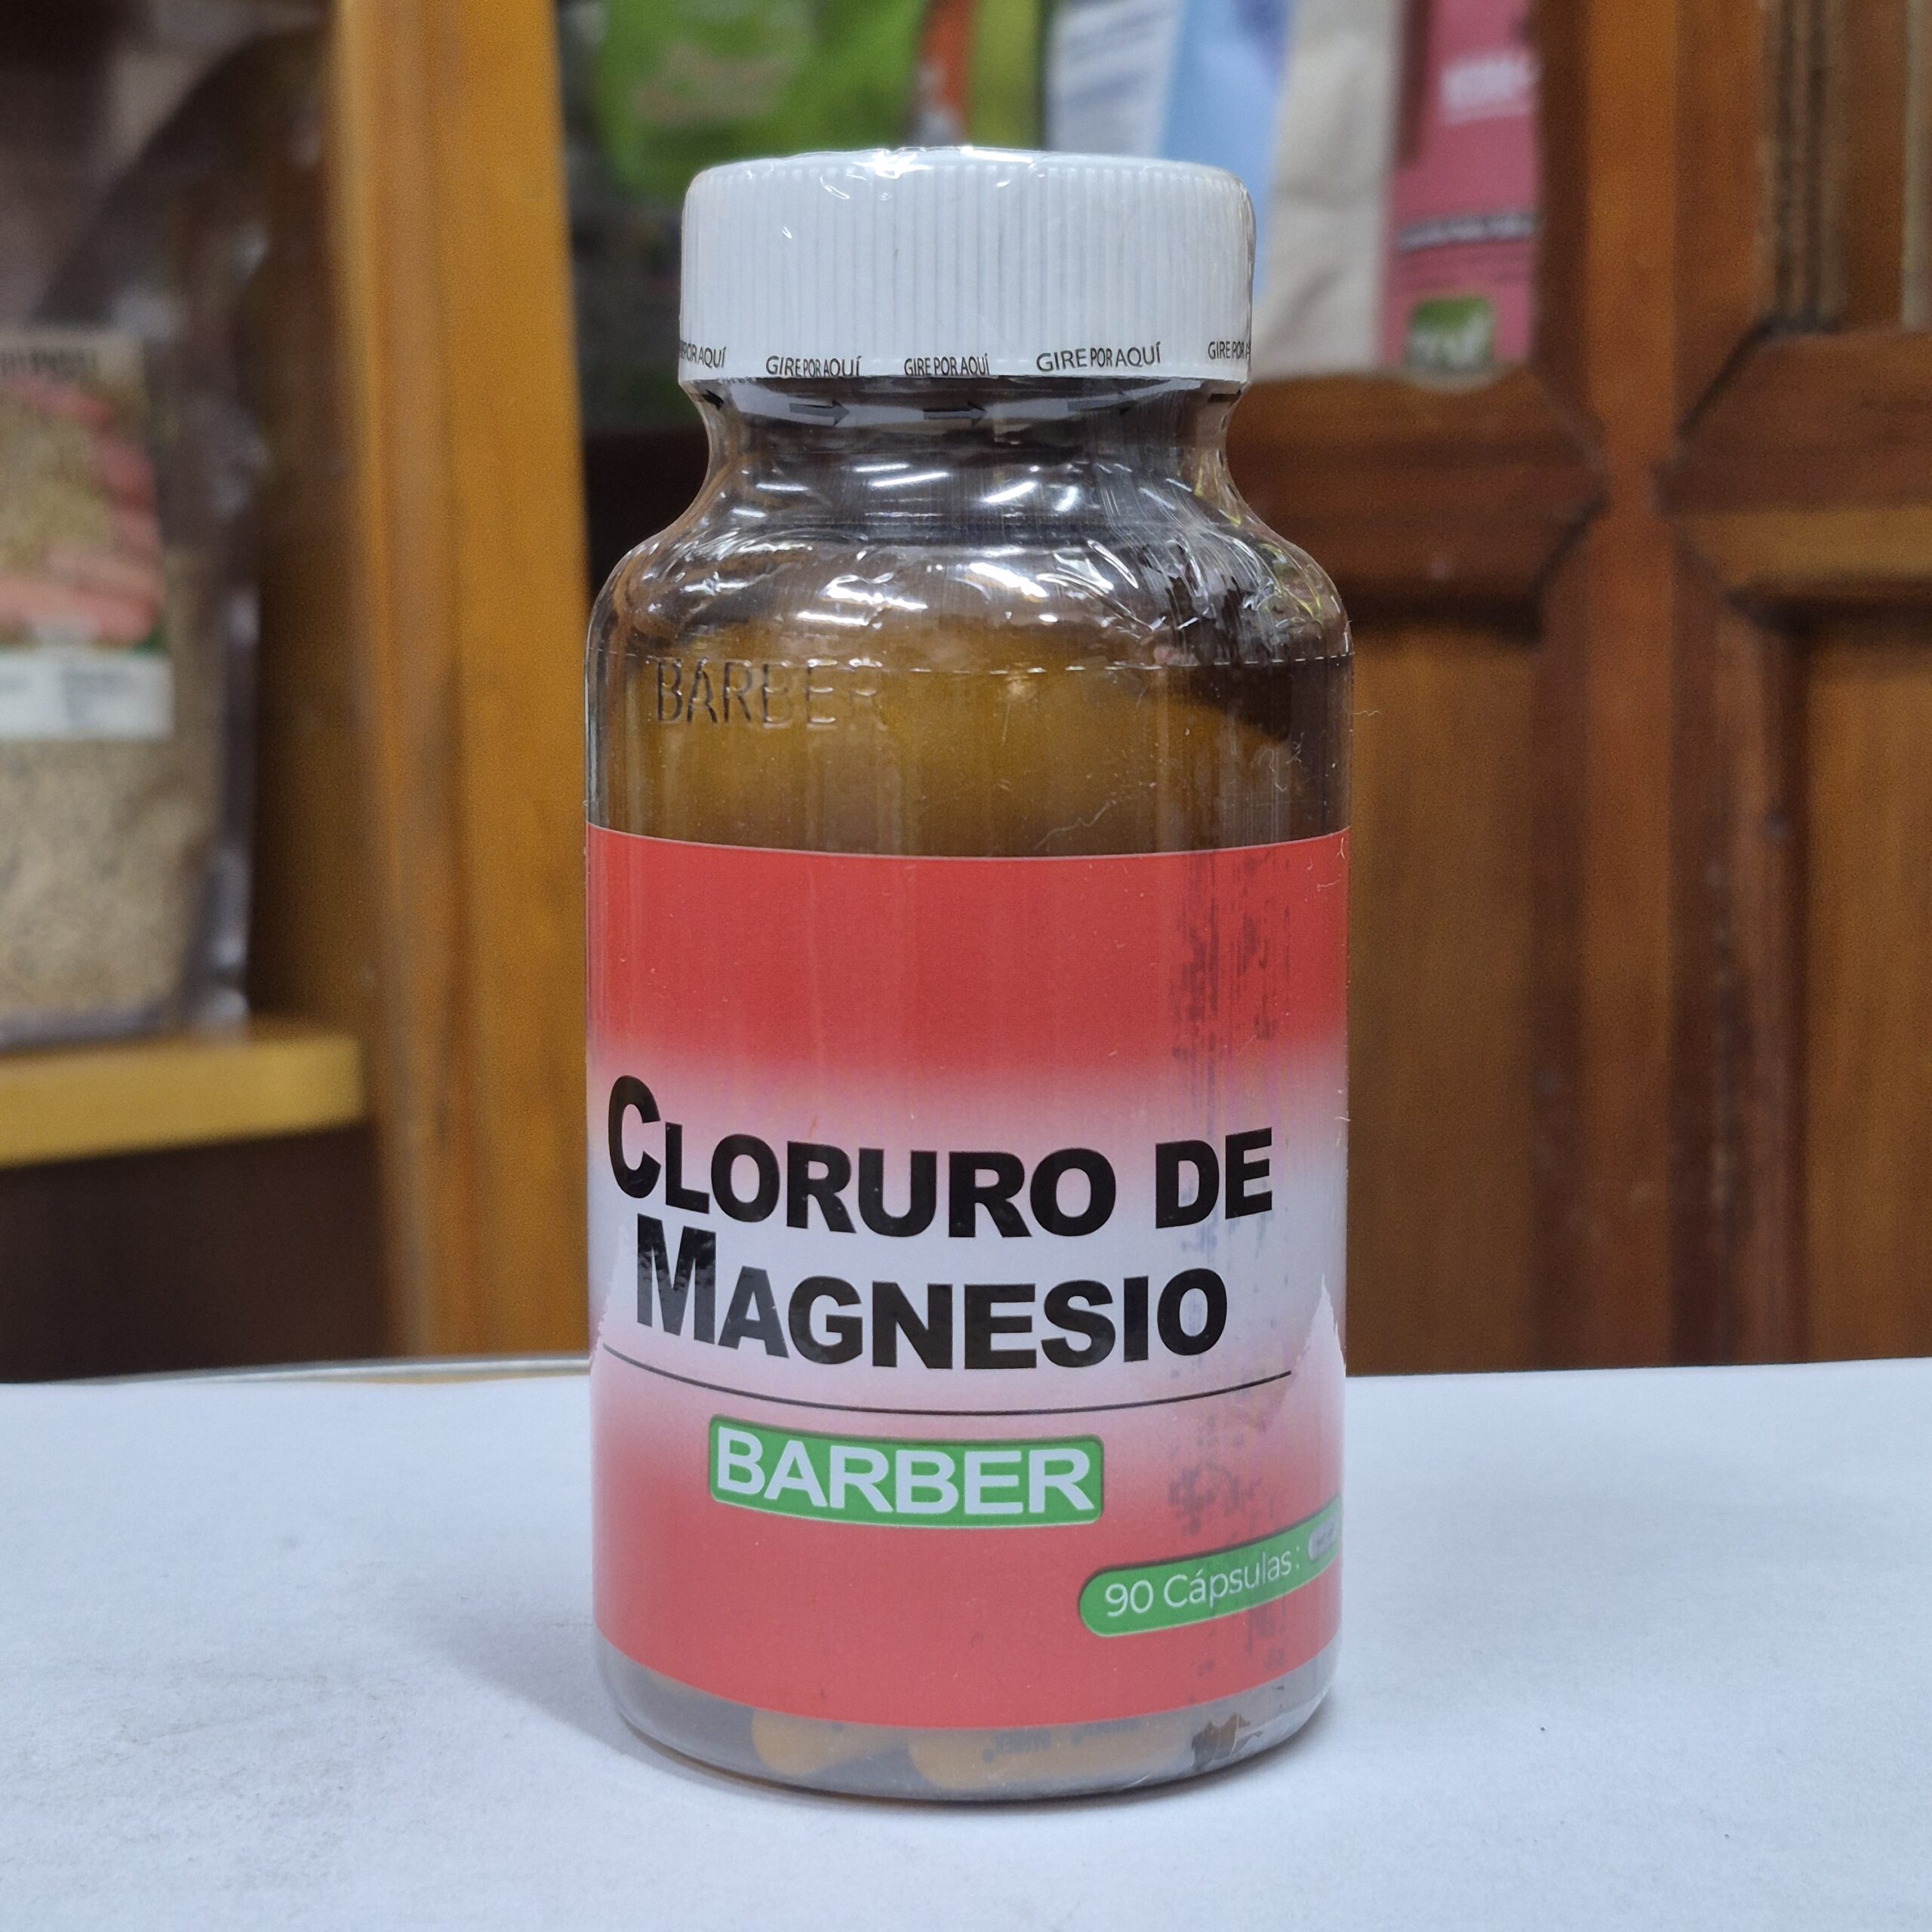 GIRE POR AQUÍ GIRE POR AQUÍ GIRE POR AQUÍ
BARBER
CLORURO DE
MAGNESIO
BARBER
90 Cápsulas: